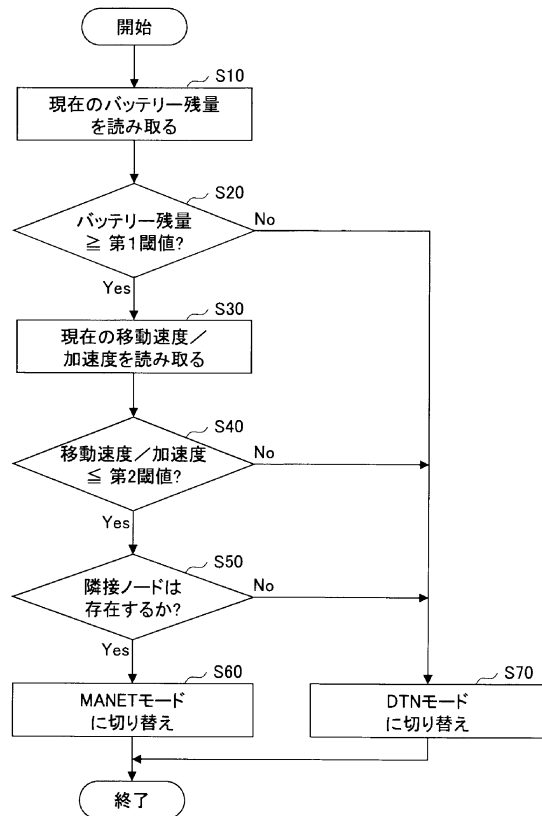 開始
S10
現在のバッテリー残量
を読み取る
S20
バッテリー残量
≧ 第1閾値?
No
Yes
S30
現在の移動速度／
加速度を読み取る
S40
移動速度／加速度
≦ 第2閾値?
No
Yes
S50
隣接ノードは
存在するか?
No
Yes
S60
MANETモード
に切り替え
S70
DTNモード
に切り替え
終了